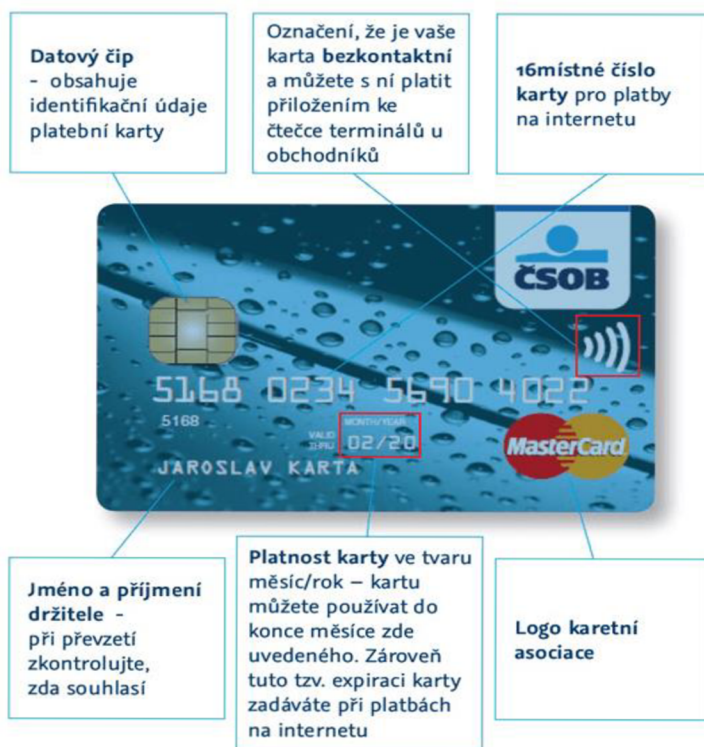 Datový čip
- obsahuje
identifikační údaje
platební karty
Označení, že je vaše
karta bezkontaktní
a můžete s ní platit
přiložením ke
čtečce terminálů u
obchodníků
16místné číslo
karty pro platby
na internetu
ČSOB
5168 0234 5690 4022
5168
MONTH/YEAR
VALID
THRU
02/20
JAROSLAV KARTA
MasterCard
Jméno a příjmení
držitele -
při převzetí
zkontrolujte,
zda souhlasí
Platnost karty ve tvaru
měsíc/rok – kartu
můžete používat do
konce měsíce zde
uvedeného. Zároveň
tuto tzv. expiraci karty
zadáváte při platbách
na internetu
Logo karetní
asociace